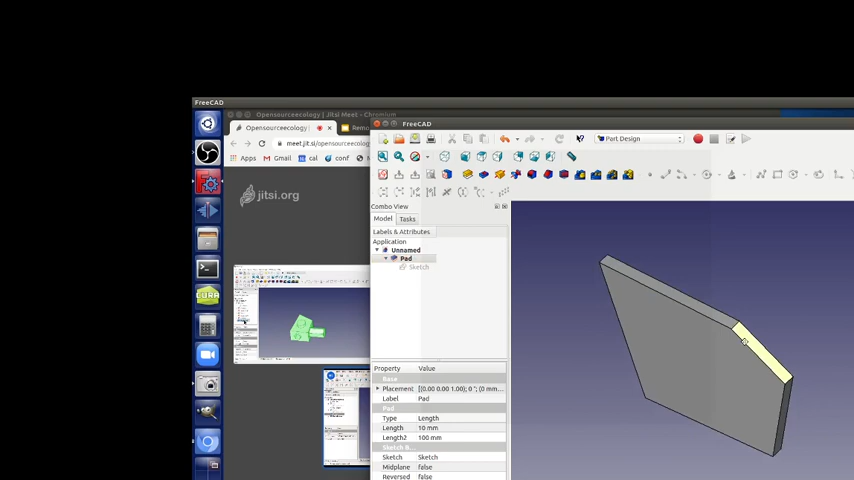 FreeCAD
Opensourceecology | Jitsi Meet - Chromium
Opensourceecology
Remo
meet.jit.si/opensourceecology
Apps
Gmail
cal
conf
jitsi.org
FreeCAD
Part Design
Combo View
Model
Tasks
Labels & Attributes
Application
Unnamed
Pad
Sketch
Property
Value
Base
Placement
[(0.00 0.00 1.00); 0 °; (0 mm...
Label
Pad
Pad
Type
Length
Length
10 mm
Length2
100 mm
Sketch B...
Sketch
Sketch
Midplane
false
Reversed
false
CURA